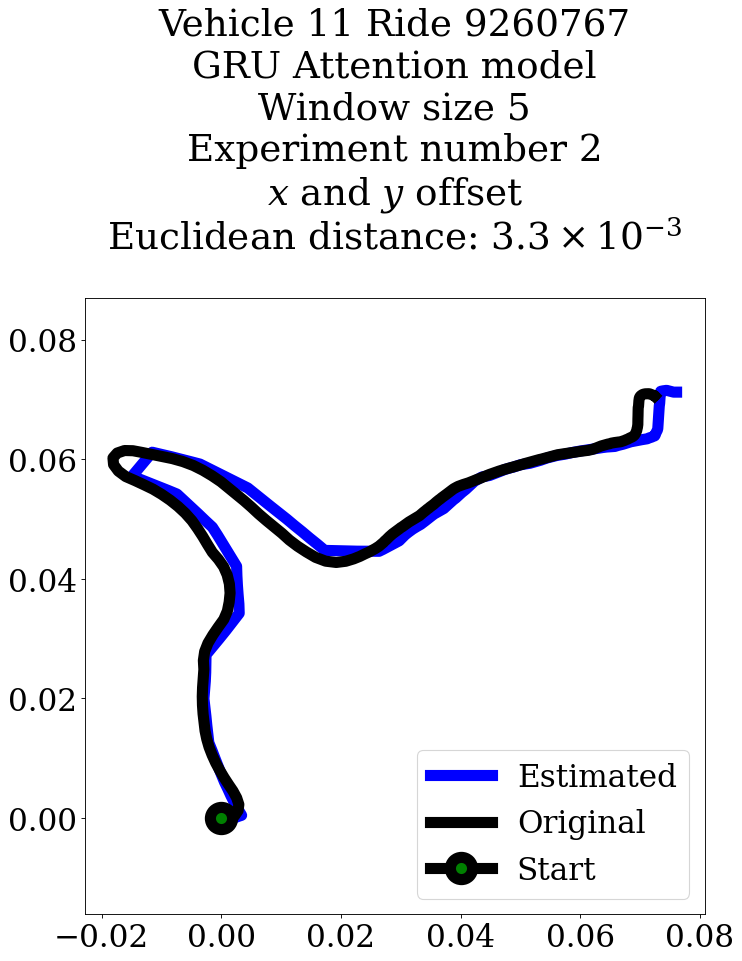 Vehicle 11 Ride 9260767
GRU Attention model
Window size 5
Experiment number 2
x and y offset
Euclidean distance: 3.3 × 10⁻³
0.08
0.06
0.04
0.02
0.00
Estimated
Original
Start
−0.02 0.00 0.02 0.04 0.06 0.08